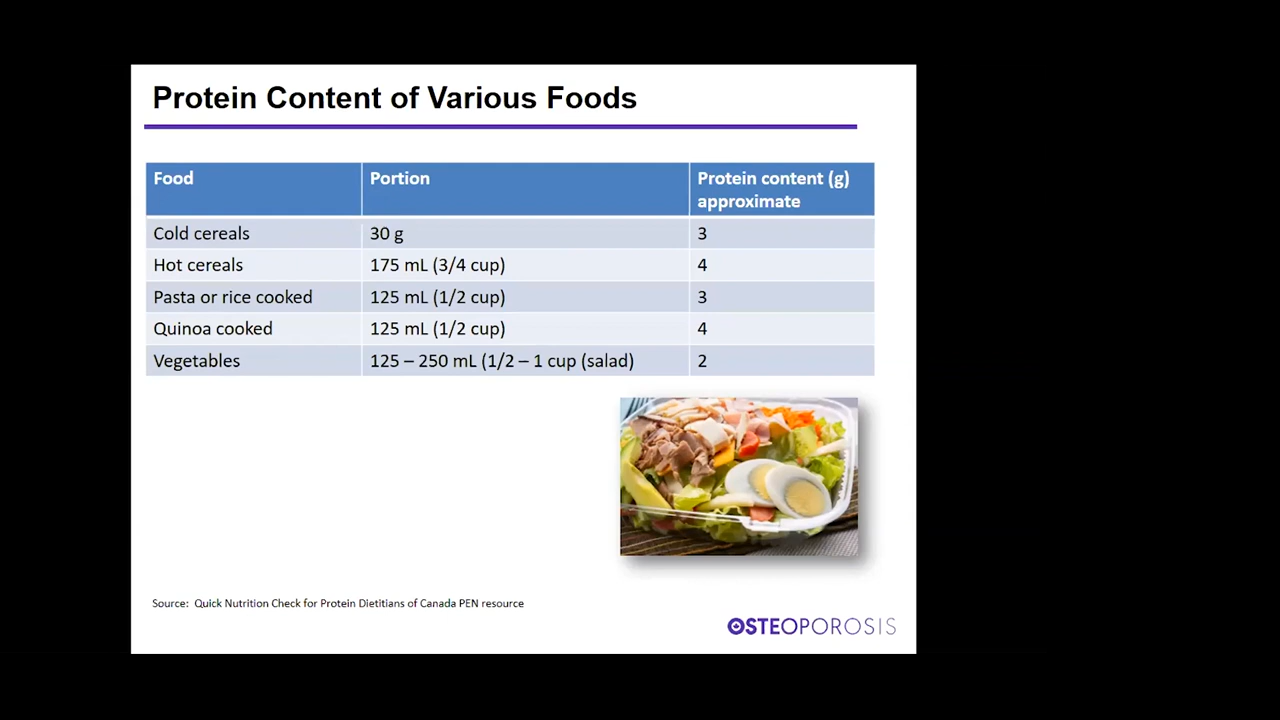 Protein Content of Various Foods
Food Portion Protein content (g) approximate
Cold cereals 30 g 3
Hot cereals 175 mL (3/4 cup) 4
Pasta or rice cooked 125 mL (1/2 cup) 3
Quinoa cooked 125 mL (1/2 cup) 4
Vegetables 125 – 250 mL (1/2 – 1 cup (salad) 2
Source: Quick Nutrition Check for Protein Dietitians of Canada PEN resource
OSTEOPOROSIS